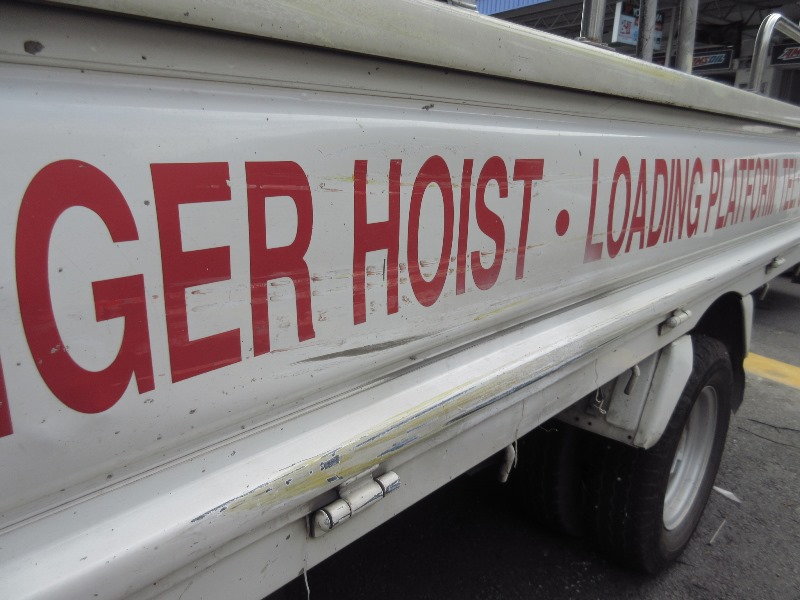 GER HOIST • LOADING PLATFORM